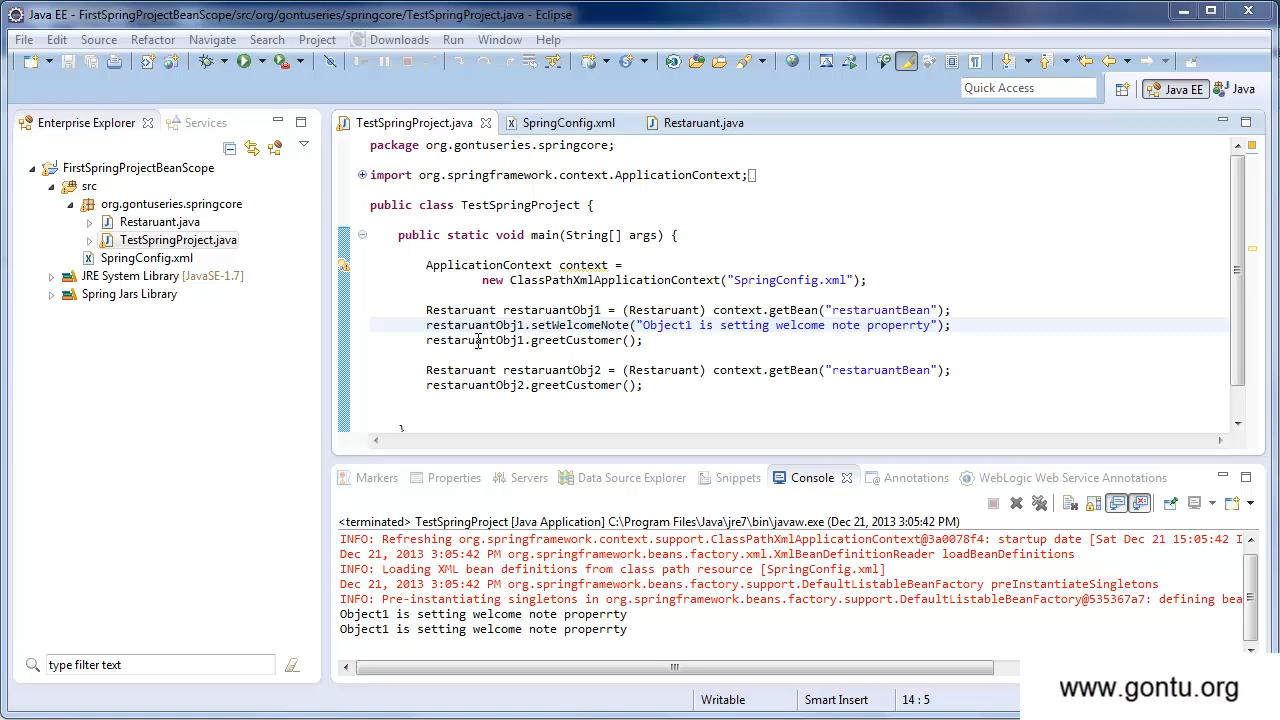 Java EE - FirstSpringProjectBeanScope/src/org/gontuseries/springcore/TestSpringProject.java - Eclipse
File Edit Source Refactor Navigate Search Project Downloads Run Window Help
Quick Access
Java EE
Java
Enterprise Explorer
Services
FirstSpringProjectBeanScope
src
org.gontuseries.springcore
Restaruant.java
TestSpringProject.java
SpringConfig.xml
JRE System Library [JavaSE-1.7]
Spring Jars Library
type filter text
TestSpringProject.java
SpringConfig.xml
Restaruant.java
package org.gontuseries.springcore;
import org.springframework.context.ApplicationContext;
public class TestSpringProject {
public static void main(String[] args) {
ApplicationContext context =
new ClassPathXmlApplicationContext("SpringConfig.xml");
Restaruant restaruantObj1 = (Restaruant) context.getBean("restaruantBean");
restaruantObj1.setWelcomeNote("Object1 is setting welcome note properrty");
restaruantObj1.greetCustomer();
Restaruant restaruantObj2 = (Restaruant) context.getBean("restaruantBean");
restaruantObj2.greetCustomer();
}
Markers Properties Servers Data Source Explorer Snippets Console Annotations WebLogic Web Service Annotations
<terminated> TestSpringProject [Java Application] C:\Program Files\Java\jre7\bin\javaw.exe (Dec 21, 2013 3:05:42 PM)
INFO: Refreshing org.springframework.context.support.ClassPathXmlApplicationContext@3a0078f4: startup date [Sat Dec 21 15:05:42 I
Dec 21, 2013 3:05:42 PM org.springframework.beans.factory.xml.XmlBeanDefinitionReader loadBeanDefinitions
INFO: Loading XML bean definitions from class path resource [SpringConfig.xml]
Dec 21, 2013 3:05:42 PM org.springframework.beans.factory.support.DefaultListableBeanFactory preInstantiateSingletons
INFO: Pre-instantiating singletons in org.springframework.beans.factory.support.DefaultListableBeanFactory@535367a7: defining bea
Object1 is setting welcome note properrty
Object1 is setting welcome note properrty
Writable
Smart Insert
14 : 5
www.gontu.org